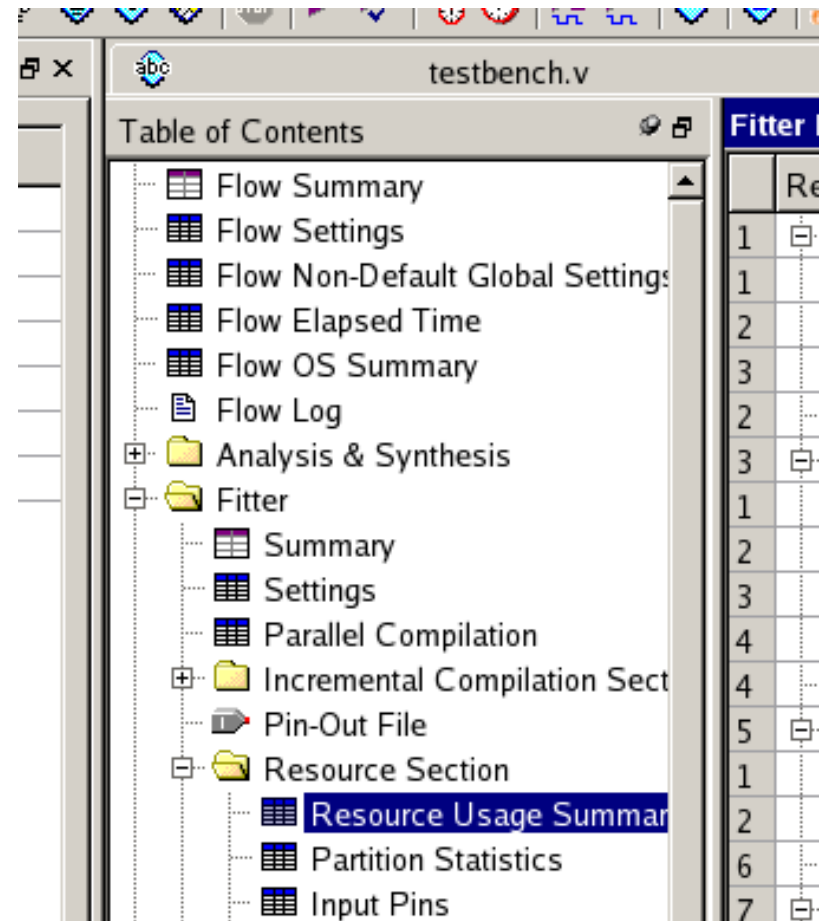 abc testbench.v
Table of Contents
Fitter
Re
Flow Summary
Flow Settings
1
Flow Non-Default Global Settings
1
Flow Elapsed Time
2
Flow OS Summary
3
Flow Log
2
Analysis & Synthesis
3
Fitter
1
Summary
2
Settings
3
Parallel Compilation
4
Incremental Compilation Sect
4
Pin-Out File
5
Resource Section
1
Resource Usage Summar
2
Partition Statistics
6
Input Pins
7